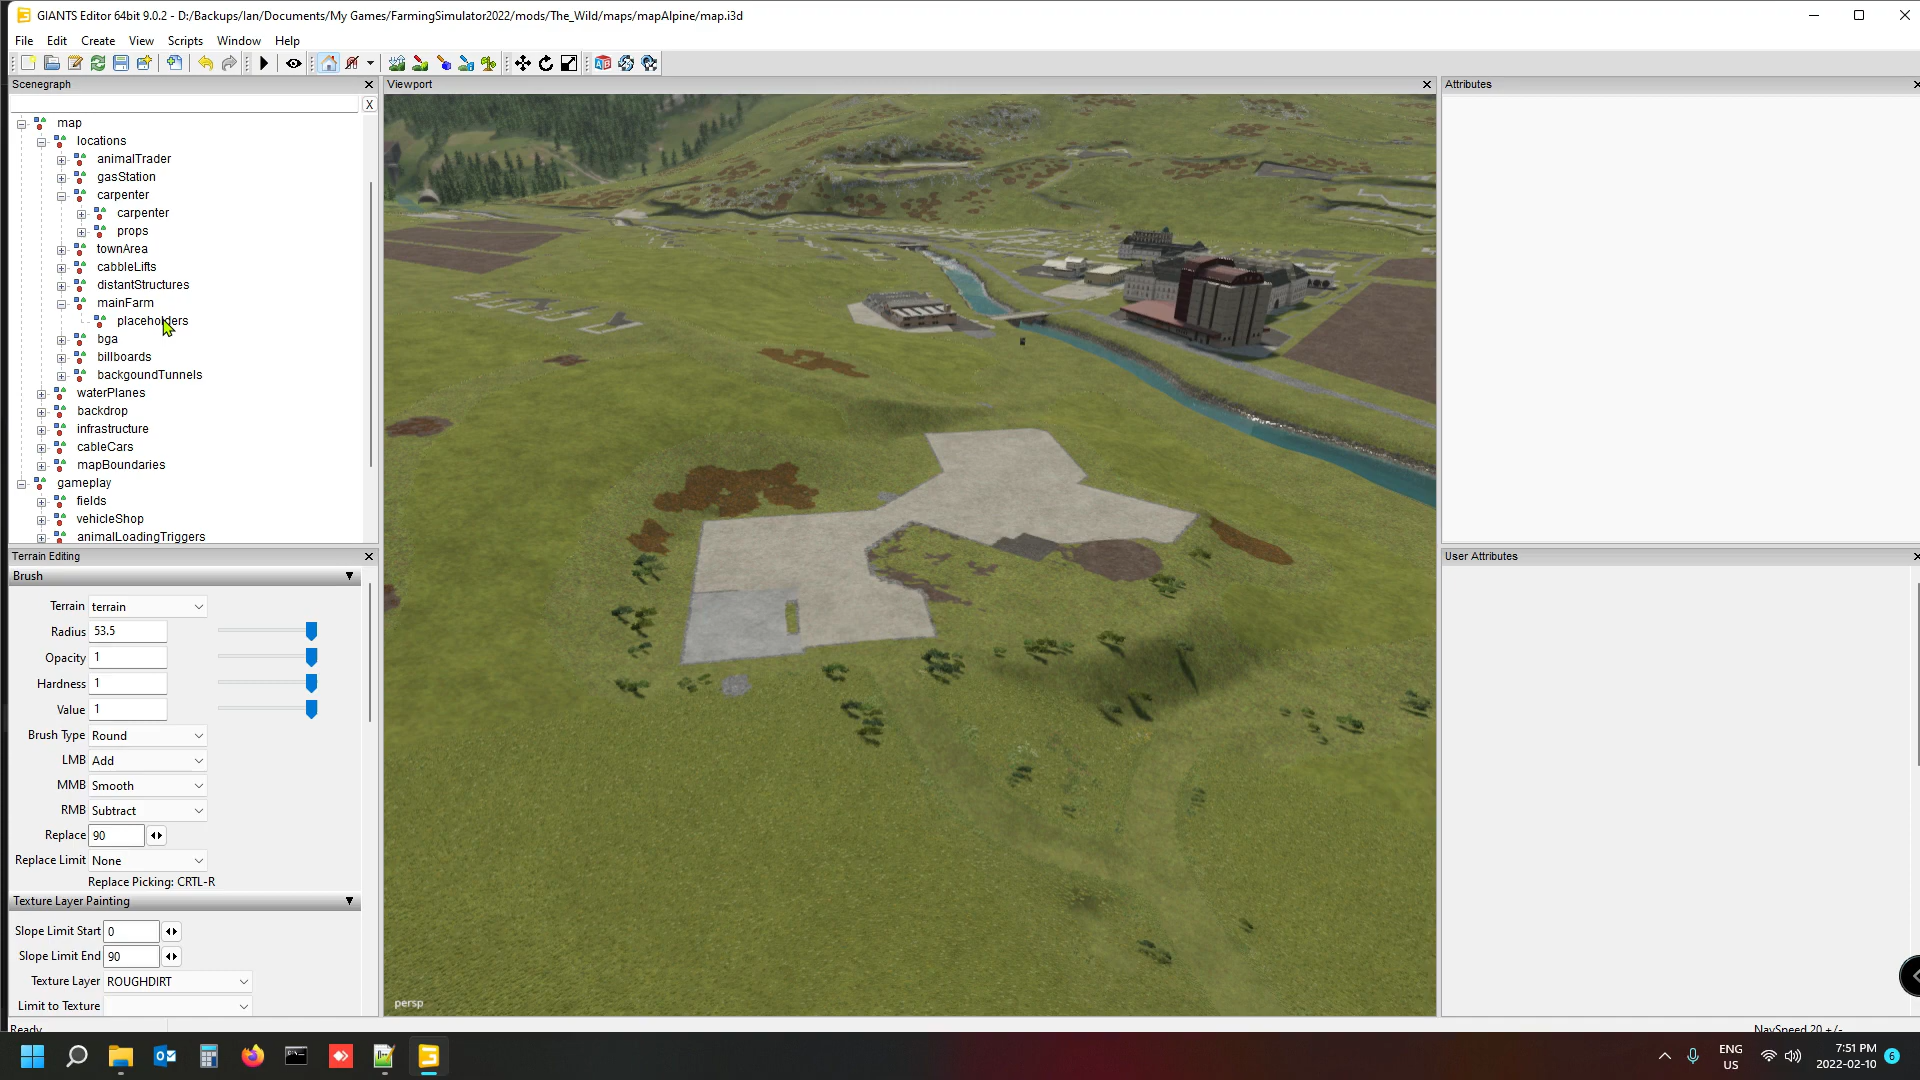 GIANTS Editor 64bit 9.0.2 - D:/Backups/Ian/Documents/My Games/FarmingSimulator2022/mods/The_Wild/maps/mapAlpine/map.i3d
File Edit Create View Scripts Window Help
Scenegraph
X
map
locations
animalTrader
gasStation
carpenter
carpenter
props
townArea
cabbleLifts
distantStructures
mainFarm
placeholders
bga
billboards
backgoundTunnels
waterPlanes
backdrop
infrastructure
cableCars
mapBoundaries
gameplay
fields
vehicleShop
animalLoadingTriggers
Terrain Editing
Brush
Terrain terrain
Radius 53.5
Opacity 1
Hardness 1
Value 1
Brush Type Round
LMB Add
MMB Smooth
RMB Subtract
Replace 90
Replace Limit None
Replace Picking: CRTL-R
Texture Layer Painting
Slope Limit Start 0
Slope Limit End 90
Texture Layer ROUGHDIRT
Limit to Texture
Ready
Viewport
persp
Attributes
User Attributes
NavSpeed 20 +/-
ENG
US
7:51 PM
2022-02-10
6